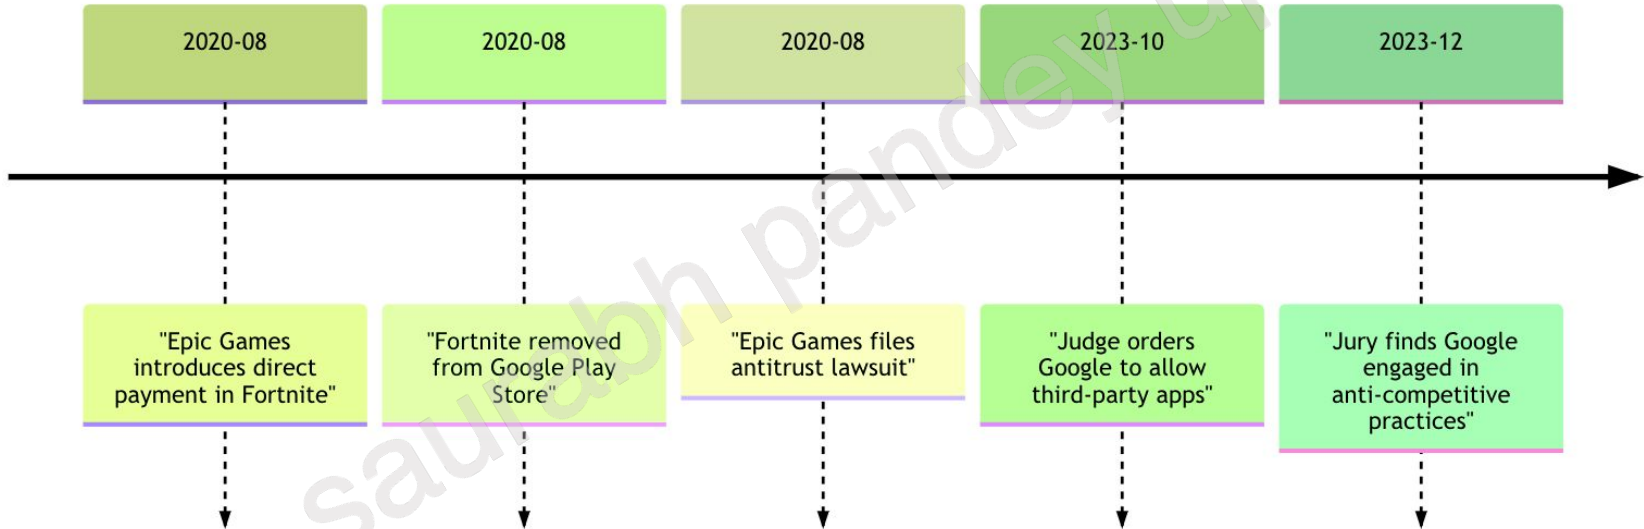 2020-08
2020-08
2020-08
2023-10
2023-12
"Epic Games
introduces direct
payment in Fortnite"
"Fortnite removed
from Google Play
Store"
"Epic Games files
antitrust lawsuit"
"Judge orders
Google to allow
third-party apps"
"Jury finds Google
engaged in
anti-competitive
practices"
saurabh pandey